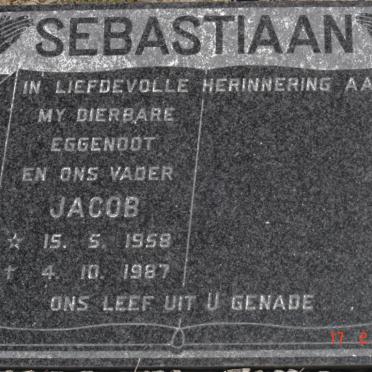 SEBASTIAAN
IN LIEFDEVOLLE HERINNERING AA
MY DIERBARE
EGGENOOT
EN ONS VADER
JACOB
☆ 15. 5. 1958
† 4. 10. 1987
ONS LEEF UIT U GENADE
17